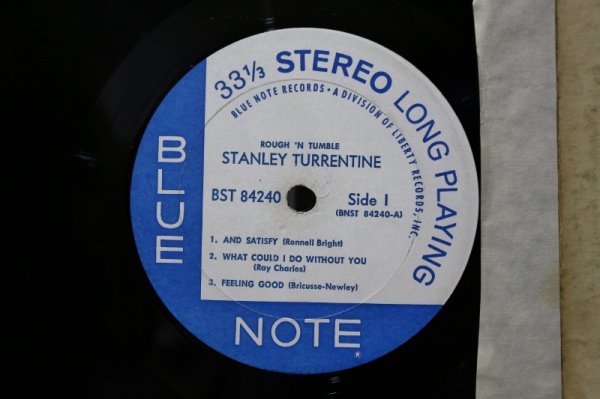 33⅓ STEREO LONG PLAYING
BLUE NOTE RECORDS • A DIVISION OF LIBERTY RECORDS, INC.
ROUGH 'N TUMBLE
STANLEY TURRENTINE
BST 84240
Side 1
(BNST 84240-A)
1. AND SATISFY (Ronnell Bright)
2. WHAT COULD I DO WITHOUT YOU
(Ray Charles)
3. FEELING GOOD (Bricusse-Newley)
BLUE
NOTE
®